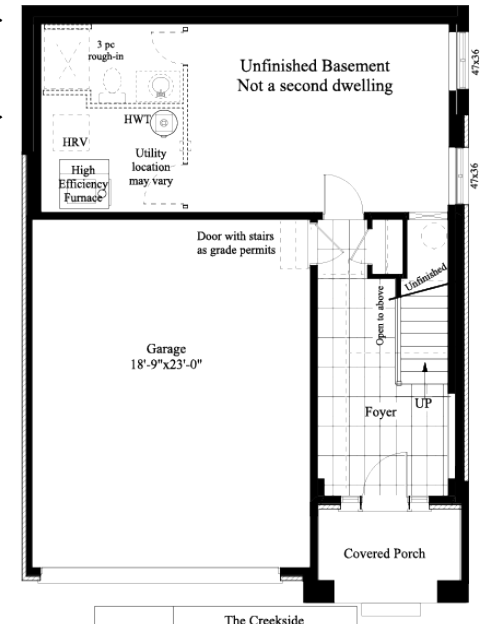 3 pc
rough-in
Unfinished Basement
Not a second dwelling
47x36
HWT
HRV
Utility
location
may vary
High
Efficiency
Furnace
47x36
Door with stairs
as grade permits
Unfinished
Open to above
Garage
18'-9"x23'-0"
UP
Foyer
Covered Porch
The Creekside